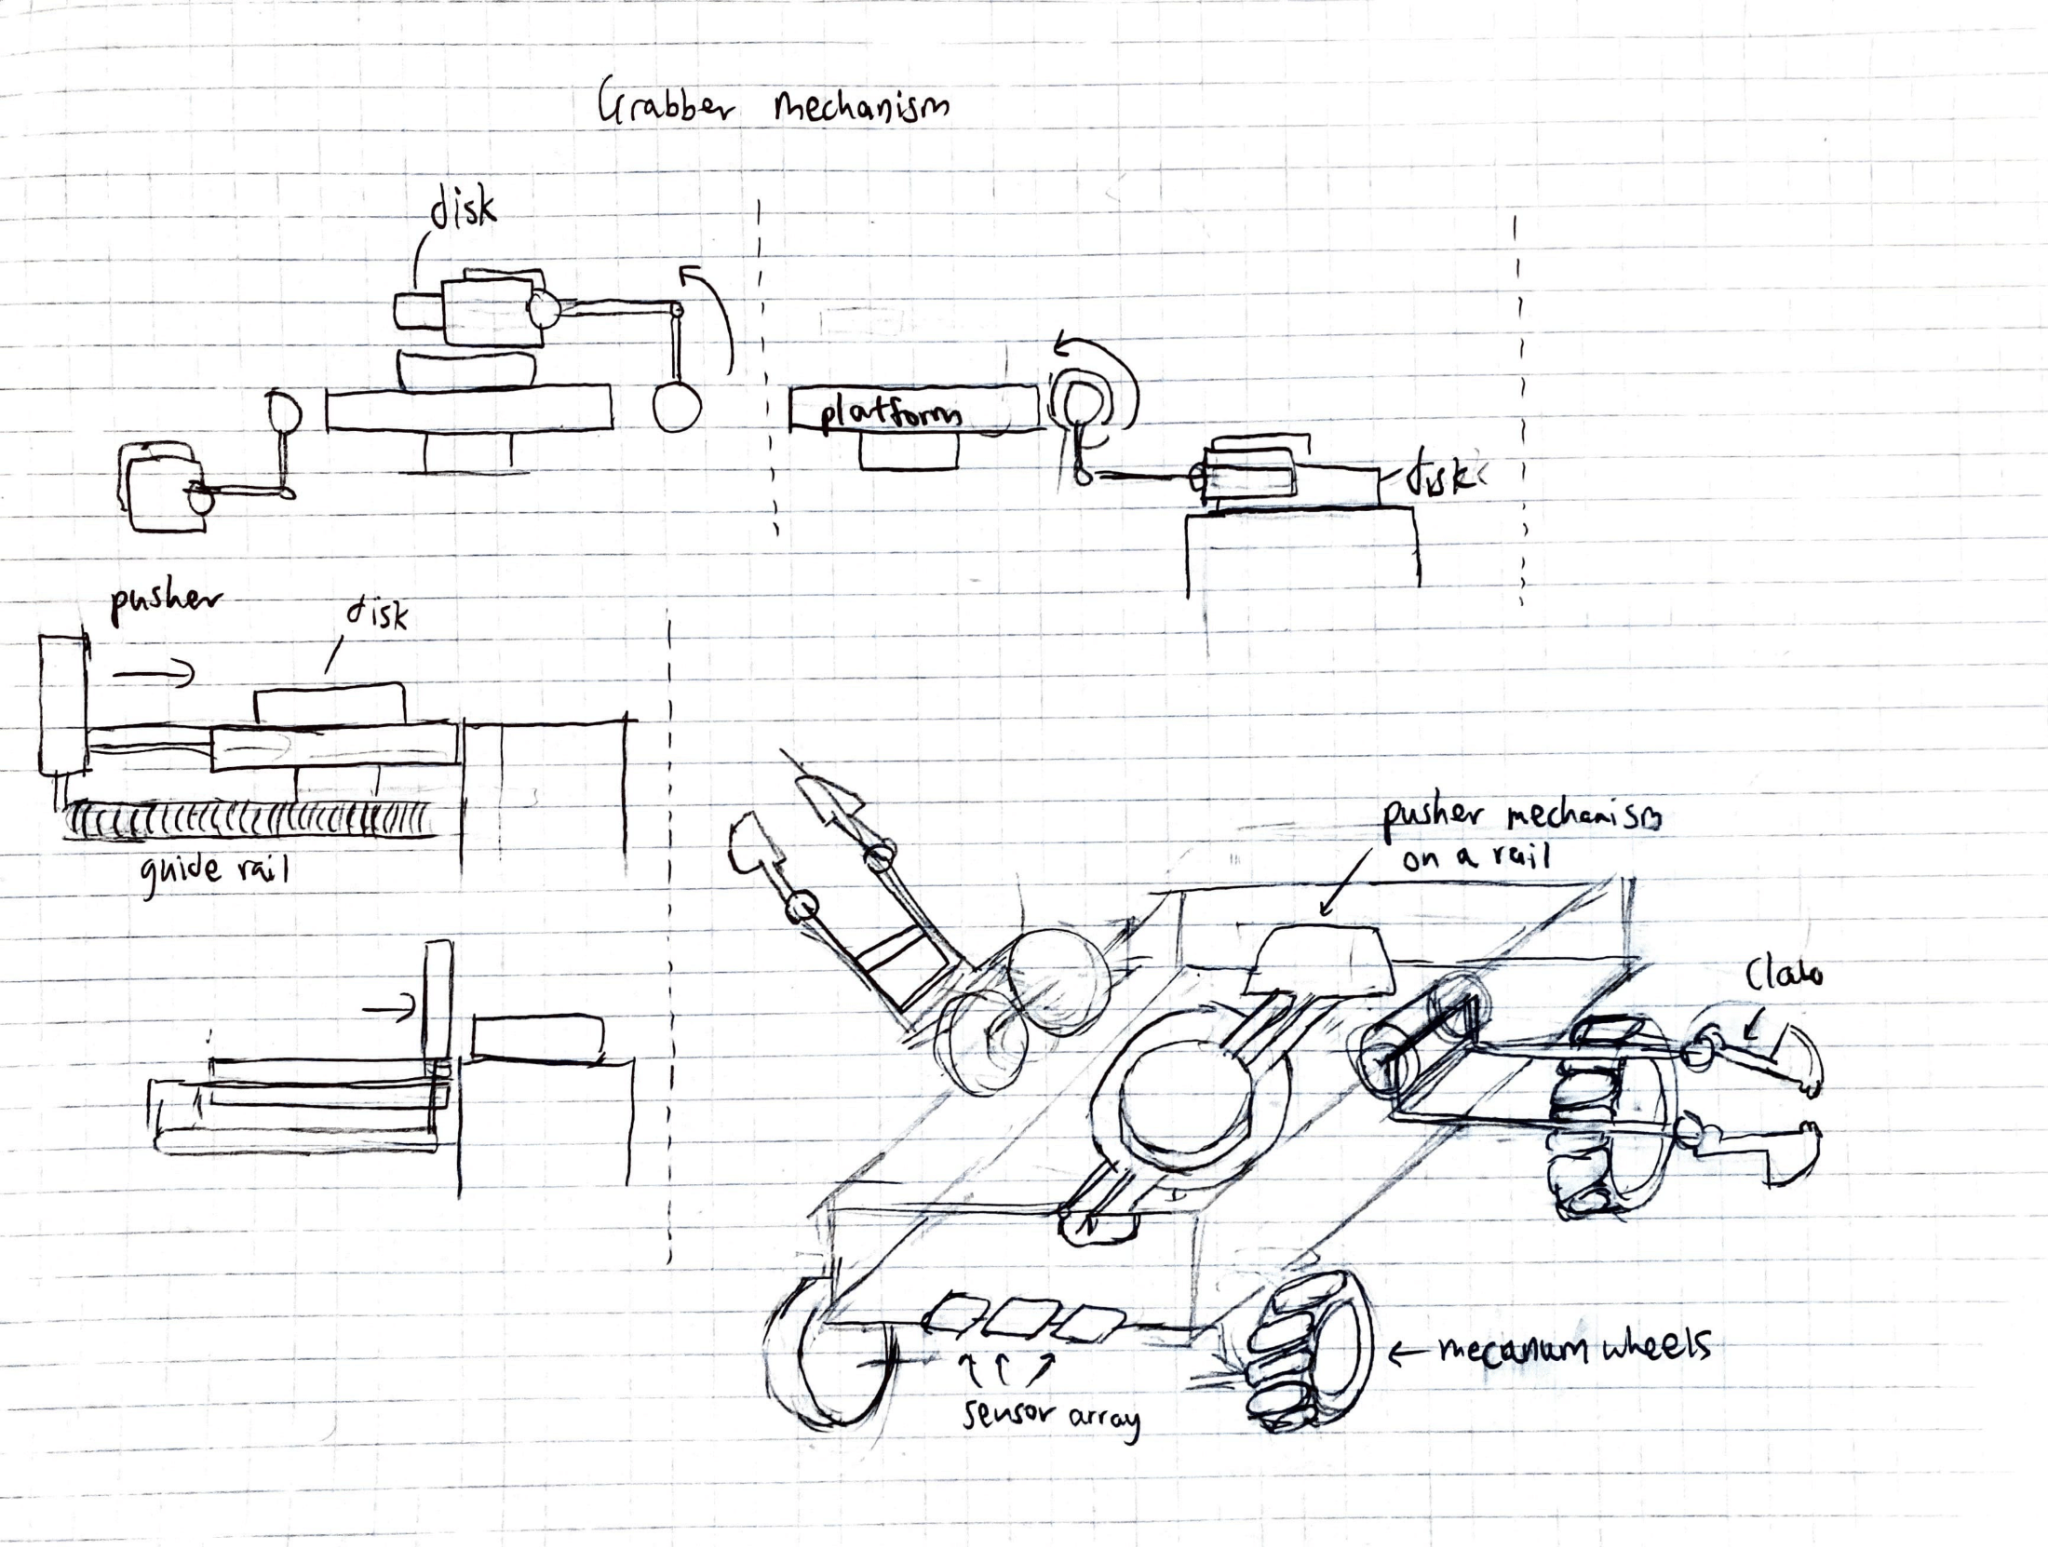 Grabber mechanism
disk
platform
disk
pusher
disk
guide rail
pusher mechanism
on a rail
Claw
mecanum wheels
sensor array